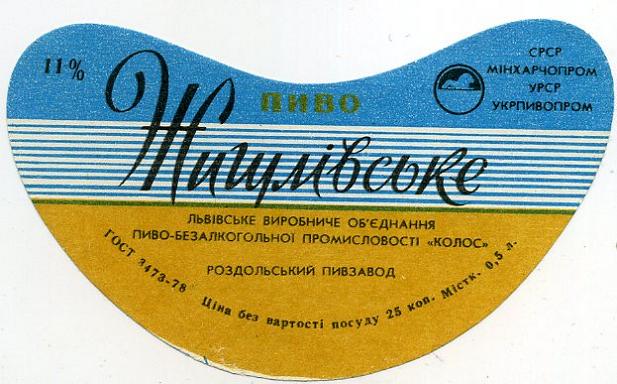 11%
ПИВО
Жигулівське
СРСР
МІНХАРЧОПРОМ
УРСР
УКРПИВОПРОМ
ЛЬВІВСЬКЕ ВИРОБНИЧЕ ОБ'ЄДНАННЯ
ПИВО-БЕЗАЛКОГОЛЬНОЇ ПРОМИСЛОВОСТІ «КОЛОС»
РОЗДОЛЬСЬКИЙ ПИВЗАВОД
ГОСТ 3473-78 Ціна без вартості посуду 25 коп. Містк. 0,5 л.